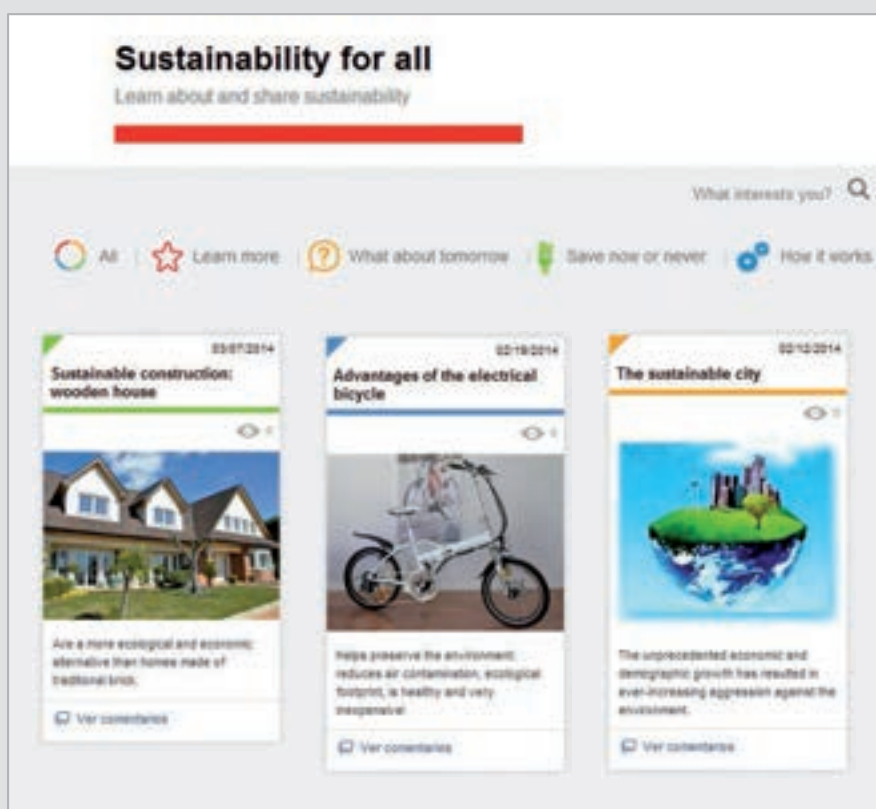 Sustainability for all
Learn about and share sustainability
What interests you?
All
Learn more
What about tomorrow
Save now or never
How it works
03/07/2014
Sustainable construction:
wooden house
Are a more ecological and economic
alternative than homes made of
traditional brick.
Ver comentarios
02/19/2014
Advantages of the electrical
bicycle
Helps preserve the environment:
reduces air contamination, ecological
footprint, is healthy and very
inexpensive!
Ver comentarios
02/12/2014
The sustainable city
The unprecedented economic and
demographic growth has resulted in
ever-increasing aggression against the
environment.
Ver comentarios